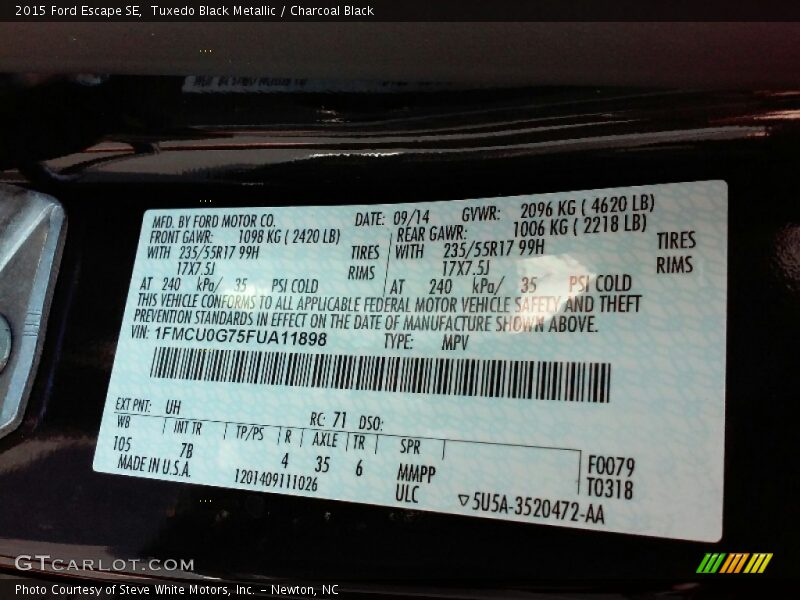 2015 Ford Escape SE, Tuxedo Black Metallic / Charcoal Black
MFD. BY FORD MOTOR CO. DATE: 09/14 GVWR: 2096 KG ( 4620 LB)
FRONT GAWR: 1098 KG ( 2420 LB) REAR GAWR: 1006 KG ( 2218 LB)
WITH 235/55R17 99H TIRES WITH 235/55R17 99H TIRES
17X7.5J RIMS 17X7.5J RIMS
AT 240 kPa/ 35 PSI COLD AT 240 kPa/ 35 PSI COLD
THIS VEHICLE CONFORMS TO ALL APPLICABLE FEDERAL MOTOR VEHICLE SAFETY AND THEFT
PREVENTION STANDARDS IN EFFECT ON THE DATE OF MANUFACTURE SHOWN ABOVE.
VIN: 1FMCU0G75FUA11898 TYPE: MPV
EXT PNT: UH RC: 71 DSO:
WB INT TR TP/PS R AXLE TR SPR
105 7B 4 35 6 MMPP F0079
MADE IN U.S.A. 1201409111026 ULC T0318
▽5U5A-3520472-AA
GTCARLOT.COM
Photo Courtesy of Steve White Motors, Inc. – Newton, NC